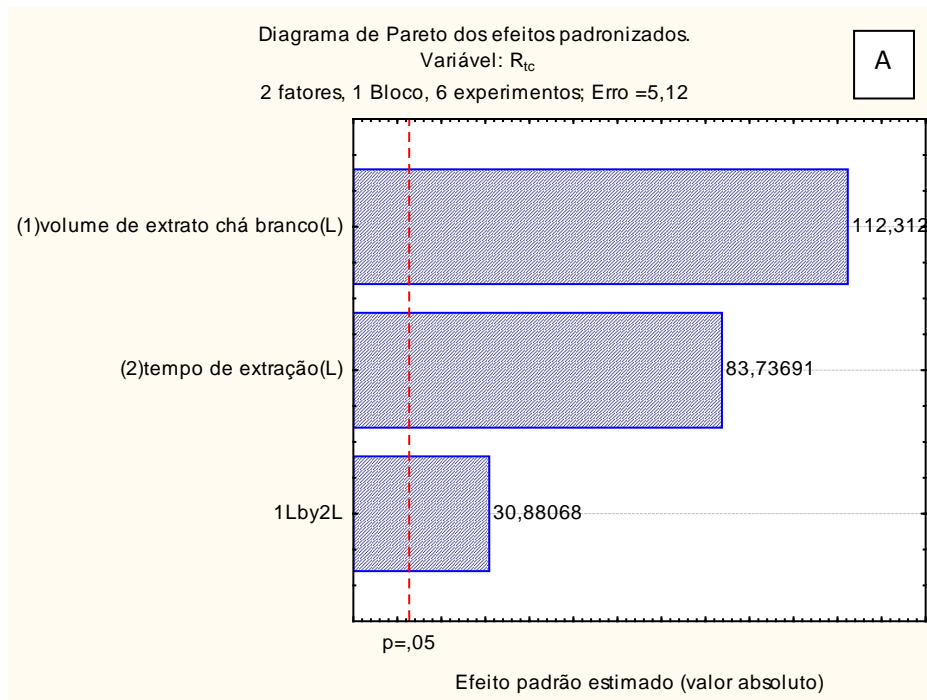 Diagrama de Pareto dos efeitos padronizados.
Variável: Rtc
2 fatores, 1 Bloco, 6 experimentos; Erro =5,12
A
(1)volume de extrato chá branco(L)
112,312
(2)tempo de extração(L)
83,73691
1Lby2L
30,88068
p=,05
Efeito padrão estimado (valor absoluto)